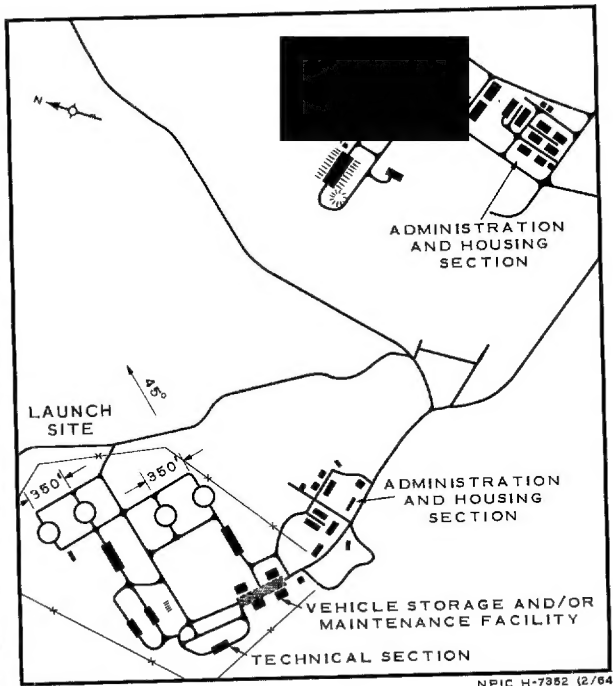 N
ADMINISTRATION
AND HOUSING
SECTION
45°
LAUNCH
SITE
350'
350'
ADMINISTRATION
AND HOUSING
SECTION
VEHICLE STORAGE AND/OR
MAINTENANCE FACILITY
TECHNICAL SECTION
NPIC H-7352 (2/64